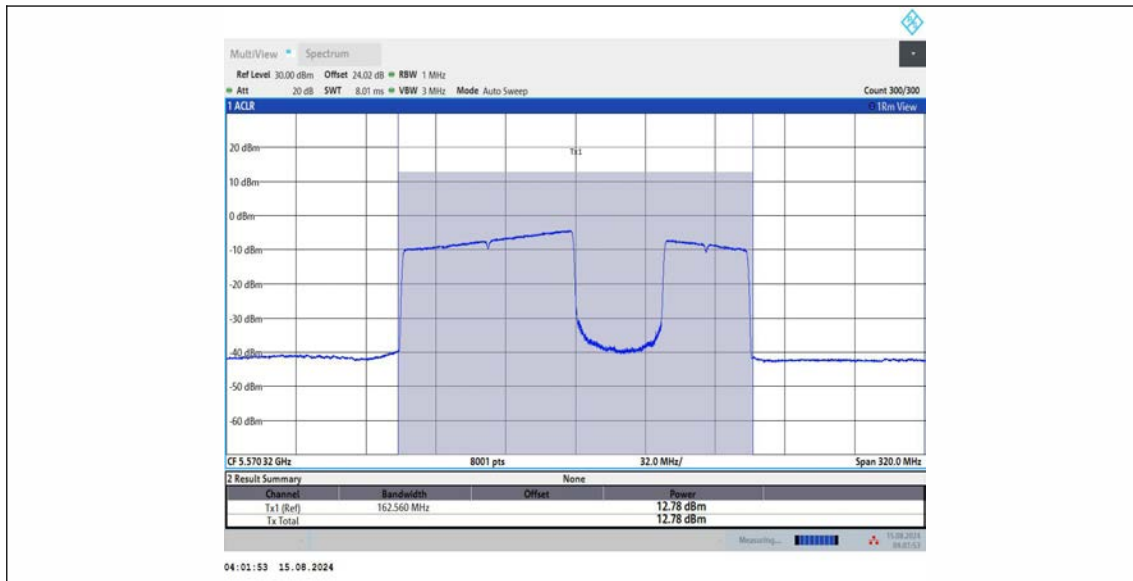 MultiView Spectrum
Ref Level 30.00 dBm Offset 24.02 dB RBW 1 MHz
Att 20 dB SWT 8.01 ms VBW 3 MHz Mode Auto Sweep Count 300/300
1 ACLR 1Rm View
20 dBm
Tx1
10 dBm
0 dBm
-10 dBm
-20 dBm
-30 dBm
-40 dBm
-50 dBm
-60 dBm
CF 5.570 32 GHz 8001 pts 32.0 MHz/ Span 320.0 MHz
2 Result Summary None
Channel Bandwidth Offset Power
Tx1 (Ref) 162.560 MHz 12.78 dBm
Tx Total 12.78 dBm
Measuring... 15.08.2024
04:01:53
04:01:53 15.08.2024